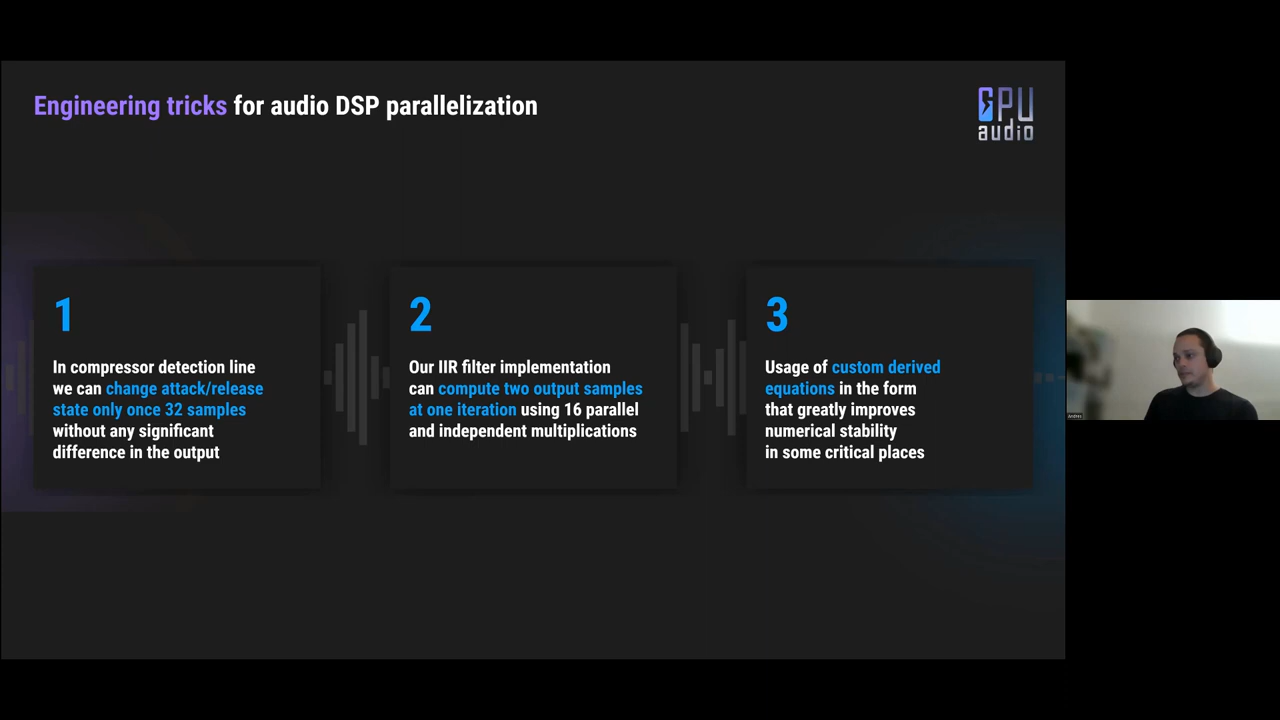 Engineering tricks for audio DSP parallelization
GPU
audio
1
In compressor detection line
we can change attack/release
state only once 32 samples
without any significant
difference in the output
2
Our IIR filter implementation
can compute two output samples
at one iteration using 16 parallel
and independent multiplications
3
Usage of custom derived
equations in the form
that greatly improves
numerical stability
in some critical places